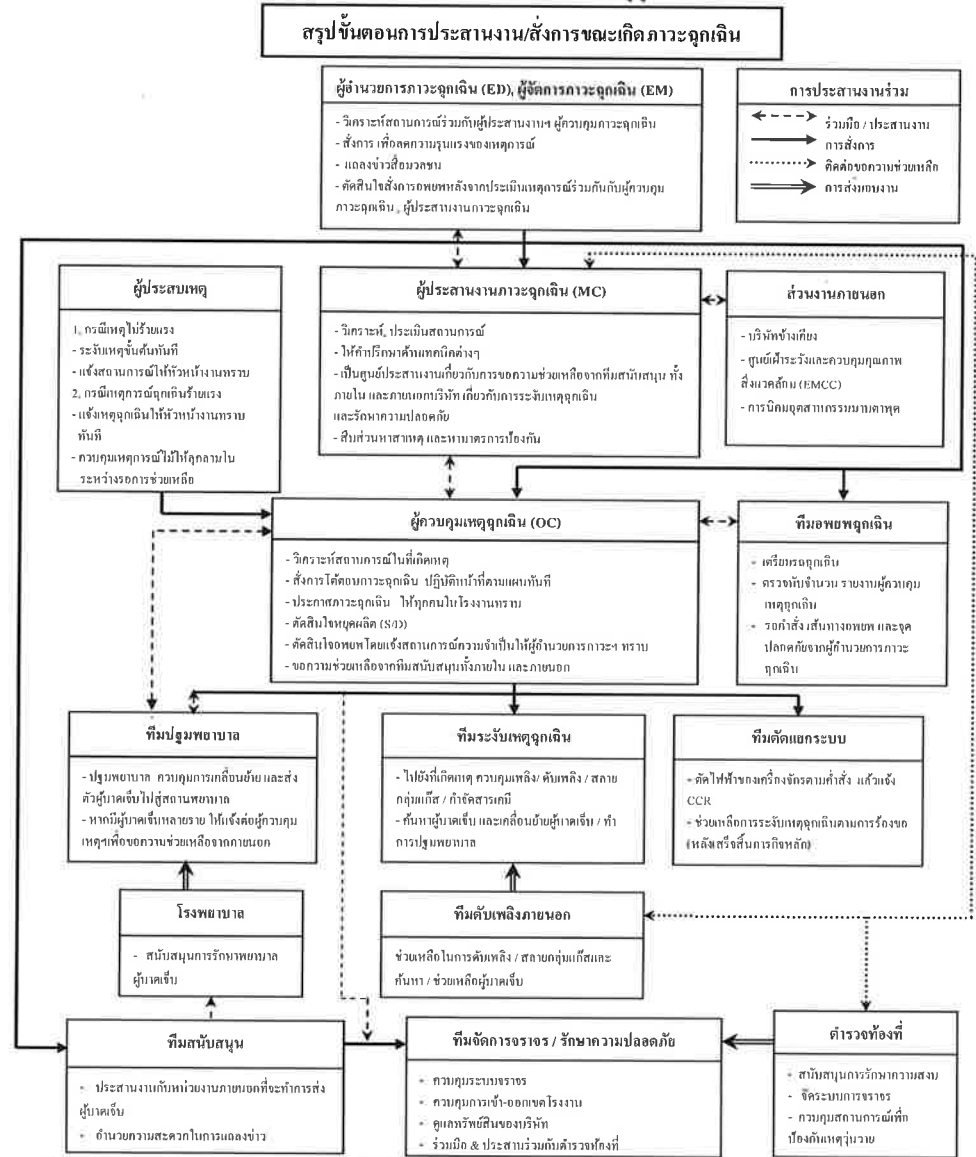 สรุปขั้นตอนการประสานงาน/สั่งการขณะเกิดภาวะฉุกเฉิน
ผู้อำนวยการภาวะฉุกเฉิน (ED), ผู้จัดการภาวะฉุกเฉิน (EM)
- วิเคราะห์สถานการณ์ร่วมกับผู้ประสานงานฯ ผู้ควบคุมภาวะฉุกเฉิน
- สั่งการ เพื่อลดความรุนแรงของเหตุการณ์
- แถลงข่าวสื่อมวลชน
- ตัดสินใจสั่งการอพยพหลังจากประเมินเหตุการณ์ร่วมกันกับผู้ควบคุม
ภาวะฉุกเฉิน, ผู้ประสานงานภาวะฉุกเฉิน
การประสานงานร่วม
ร่วมมือ / ประสานงาน
การสั่งการ
ติดต่อขอความช่วยเหลือ
การส่งมอบงาน
ผู้ประสบเหตุ
1. กรณีเหตุไม่ร้ายแรง
- ระงับเหตุขั้นต้นทันที
- แจ้งสถานการณ์ให้หัวหน้างานทราบ
2. กรณีเหตุการณ์ฉุกเฉินร้ายแรง
- แจ้งเหตุฉุกเฉินให้หัวหน้างานทราบ
ทันที
- ควบคุมเหตุการณ์ไม่ให้ลุกลามใน
ระหว่างรอการช่วยเหลือ
ผู้ประสานงานภาวะฉุกเฉิน (MC)
- วิเคราะห์, ประเมินสถานการณ์
- ให้คำปรึกษาด้านเทคนิคต่างๆ
- เป็นศูนย์ประสานงานเกี่ยวกับการขอความช่วยเหลือจากทีมสนับสนุน ทั้ง
ภายใน และภายนอกบริษัท เกี่ยวกับการระงับเหตุฉุกเฉิน
และรักษาความปลอดภัย
- สืบสวนหาสาเหตุ และหามาตรการป้องกัน
ส่วนงานภายนอก
- บริษัทข้างเคียง
- ศูนย์เฝ้าระวังและควบคุมคุณภาพ
สิ่งแวดล้อม (EMCC)
- การนิคมอุตสาหกรรมมาบตาพุด
ผู้ควบคุมเหตุฉุกเฉิน (OC)
- วิเคราะห์สถานการณ์ในที่เกิดเหตุ
- สั่งการโต้ตอบภาวะฉุกเฉิน ปฏิบัติหน้าที่ตามแผนทันที
- ประกาศภาวะฉุกเฉิน ให้ทุกคนในโรงงานทราบ
- ตัดสินใจหยุดผลิต (S/D)
- ตัดสินใจอพยพโดยแจ้งสถานการณ์ความจำเป็นให้ผู้อำนวยการภาวะฯ ทราบ
- ขอความช่วยเหลือจากทีมสนับสนุนทั้งภายใน และภายนอก
ทีมอพยพฉุกเฉิน
- เตรียมรถฉุกเฉิน
- ตรวจนับจำนวน รายงานผู้ควบคุม
เหตุฉุกเฉิน
- รอคำสั่ง เส้นทางอพยพ และจุด
ปลอดภัยจากผู้อำนวยการภาวะ
ฉุกเฉิน
ทีมปฐมพยาบาล
- ปฐมพยาบาล ควบคุมการเคลื่อนย้าย และส่ง
ตัวผู้บาดเจ็บไปสู่สถานพยาบาล
- หากมีผู้บาดเจ็บหลายราย ให้แจ้งต่อผู้ควบคุม
เหตุฯเพื่อขอความช่วยเหลือจากภายนอก
ทีมระงับเหตุฉุกเฉิน
- ไปยังที่เกิดเหตุ ควบคุมเพลิง/ ดับเพลิง / สลาย
กลุ่มแก๊ส / กำจัดสารเคมี
- ค้นหาผู้บาดเจ็บ และเคลื่อนย้ายผู้บาดเจ็บ / ทำ
การปฐมพยาบาล
ทีมตัดแยกระบบ
- ตัดไฟฟ้าของเครื่องจักรตามคำสั่ง แล้วแจ้ง
CCR
- ช่วยเหลือการระงับเหตุฉุกเฉินตามการร้องขอ
(หลังเสร็จสิ้นภารกิจหลัก)
โรงพยาบาล
- สนับสนุนการรักษาพยาบาล
ผู้บาดเจ็บ
ทีมดับเพลิงภายนอก
ช่วยเหลือในการดับเพลิง / สลายกลุ่มแก๊สและ
ค้นหา / ช่วยเหลือผู้บาดเจ็บ
ทีมสนับสนุน
- ประสานงานกับหน่วยงานภายนอกที่จะทำการส่ง
ผู้บาดเจ็บ
- อำนวยความสะดวกในการแถลงข่าว
ทีมจัดการจราจร / รักษาความปลอดภัย
- ควบคุมระบบจราจร
- ควบคุมการเข้า-ออกเขตโรงงาน
- ดูแลทรัพย์สินของบริษัท
- ร่วมมือ & ประสานร่วมกับตำรวจท้องที่
ตำรวจท้องที่
- สนับสนุนการรักษาความสงบ
- จัดระบบการจราจร
- ควบคุมสถานการณ์เพื่อ
ป้องกันเหตุวุ่นวาย